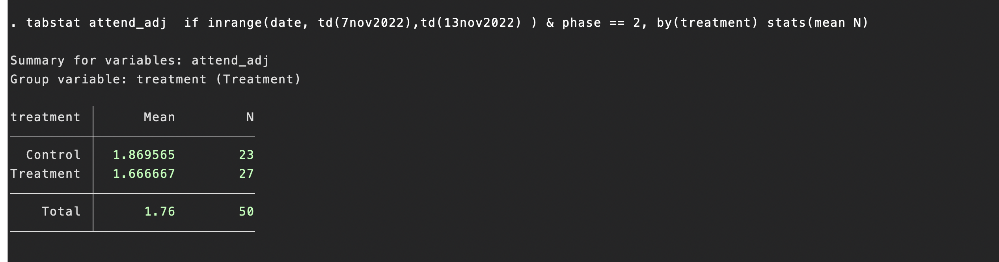 . tabstat attend_adj  if inrange(date, td(7nov2022),td(13nov2022) ) & phase == 2, by(treatment) stats(mean N)
Summary for variables: attend_adj
Group variable: treatment (Treatment)
treatment Mean N
Control 1.869565 23
Treatment 1.666667 27
Total 1.76 50